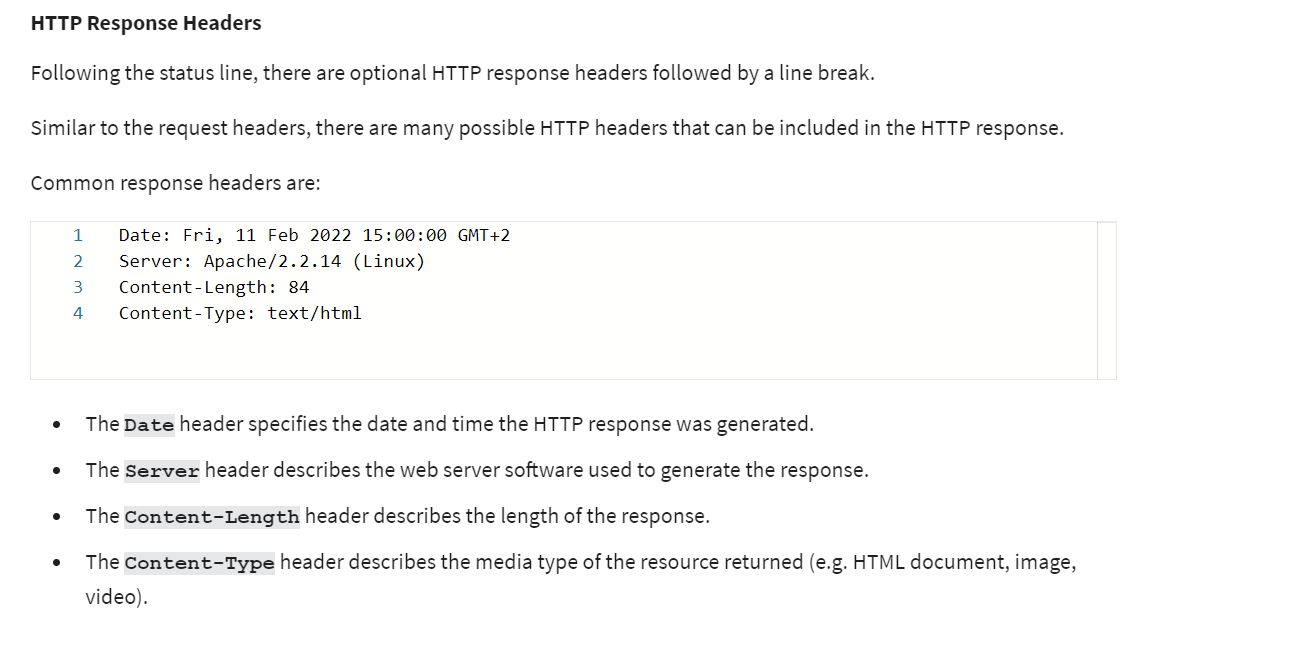 HTTP Response Headers
Following the status line, there are optional HTTP response headers followed by a line break.
Similar to the request headers, there are many possible HTTP headers that can be included in the HTTP response.
Common response headers are:
1 Date: Fri, 11 Feb 2022 15:00:00 GMT+2
2 Server: Apache/2.2.14 (Linux)
3 Content-Length: 84
4 Content-Type: text/html
• The Date header specifies the date and time the HTTP response was generated.
• The Server header describes the web server software used to generate the response.
• The Content-Length header describes the length of the response.
• The Content-Type header describes the media type of the resource returned (e.g. HTML document, image,
video).